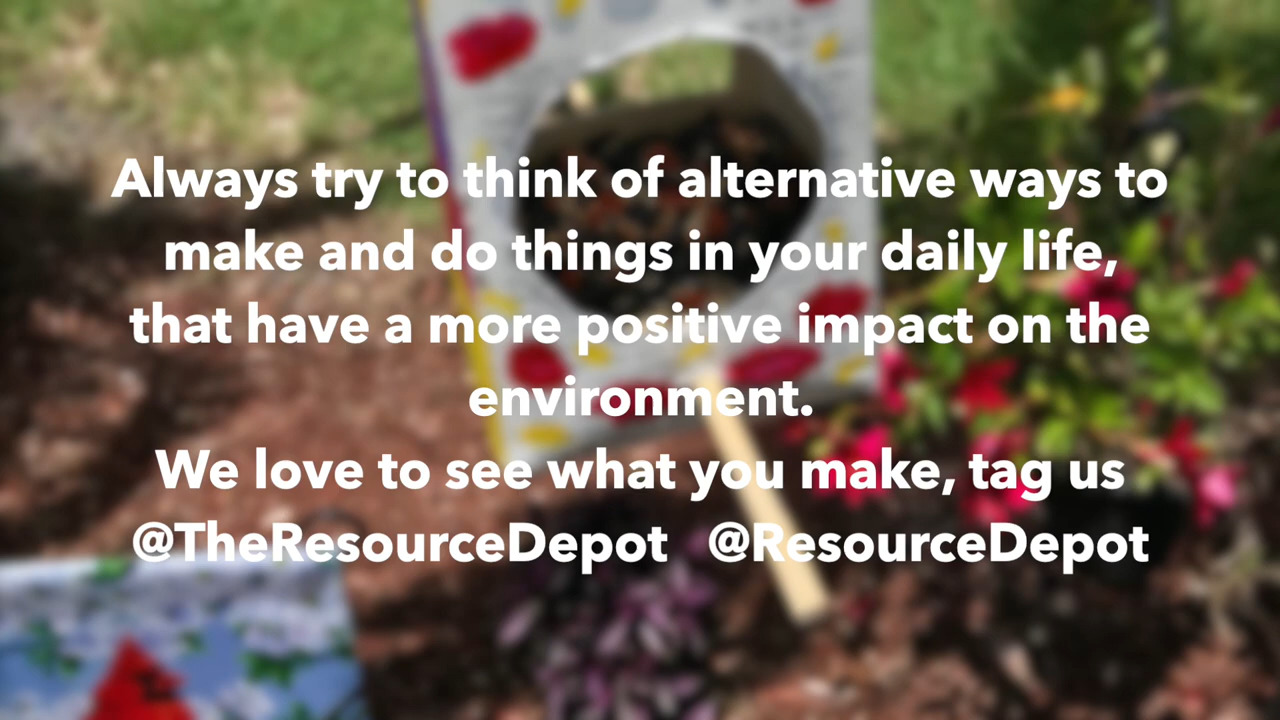 Always try to think of alternative ways to
make and do things in your daily life,
that have a more positive impact on the
environment.
We love to see what you make, tag us
@TheResourceDepot @ResourceDepot